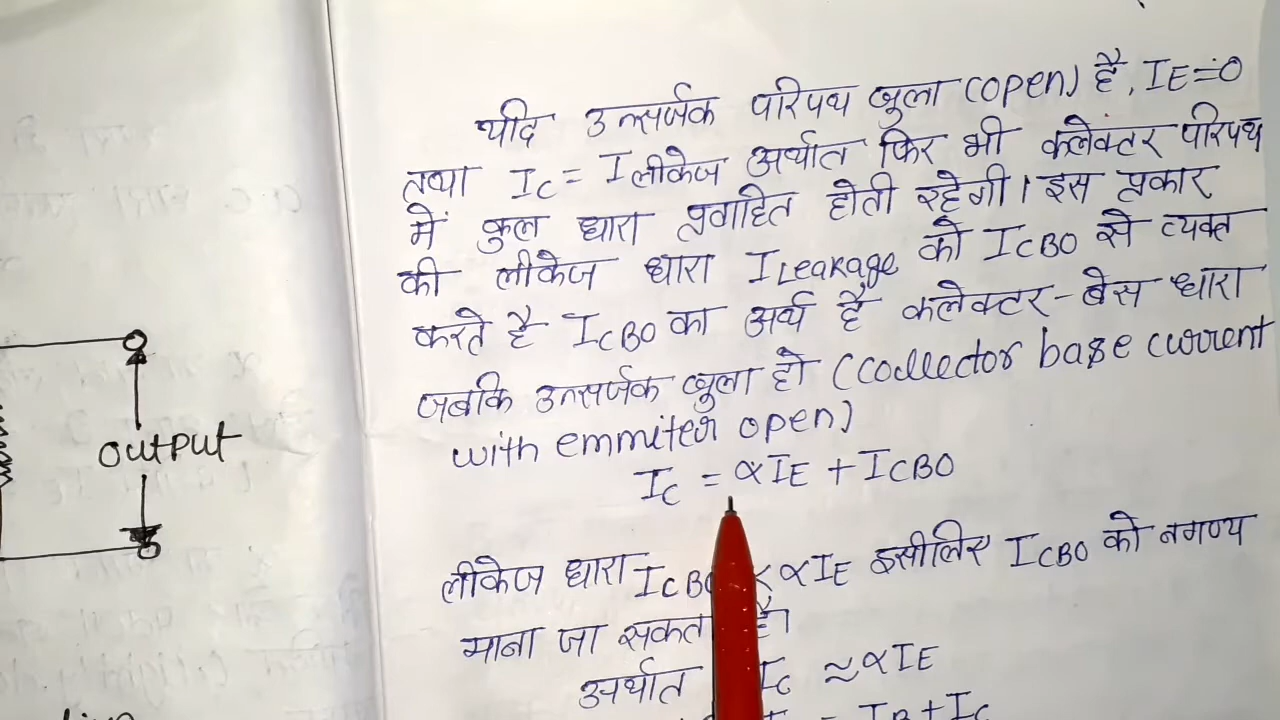 यदि उत्सर्जक परिपथ खुला (open) है, IE=0
तथा IC = Iलीकेज अर्थात फिर भी कलेक्टर परिपथ
में कुल धारा प्रवाहित होती रहेगी। इस प्रकार
की लीकेज धारा ILeakage को ICBO से व्यक्त
करते है ICBO का अर्थ है कलेक्टर-बेस धारा
जबकि उत्सर्जक खुला हो (collector base current
with emmiter open)
IC = αIE + ICBO
लीकेज धारा ICBO < αIE इसीलिए ICBO को नगण्य
माना जा सकत है।
अर्थात IC ≈ αIE
= IB+IC
OUTPUT